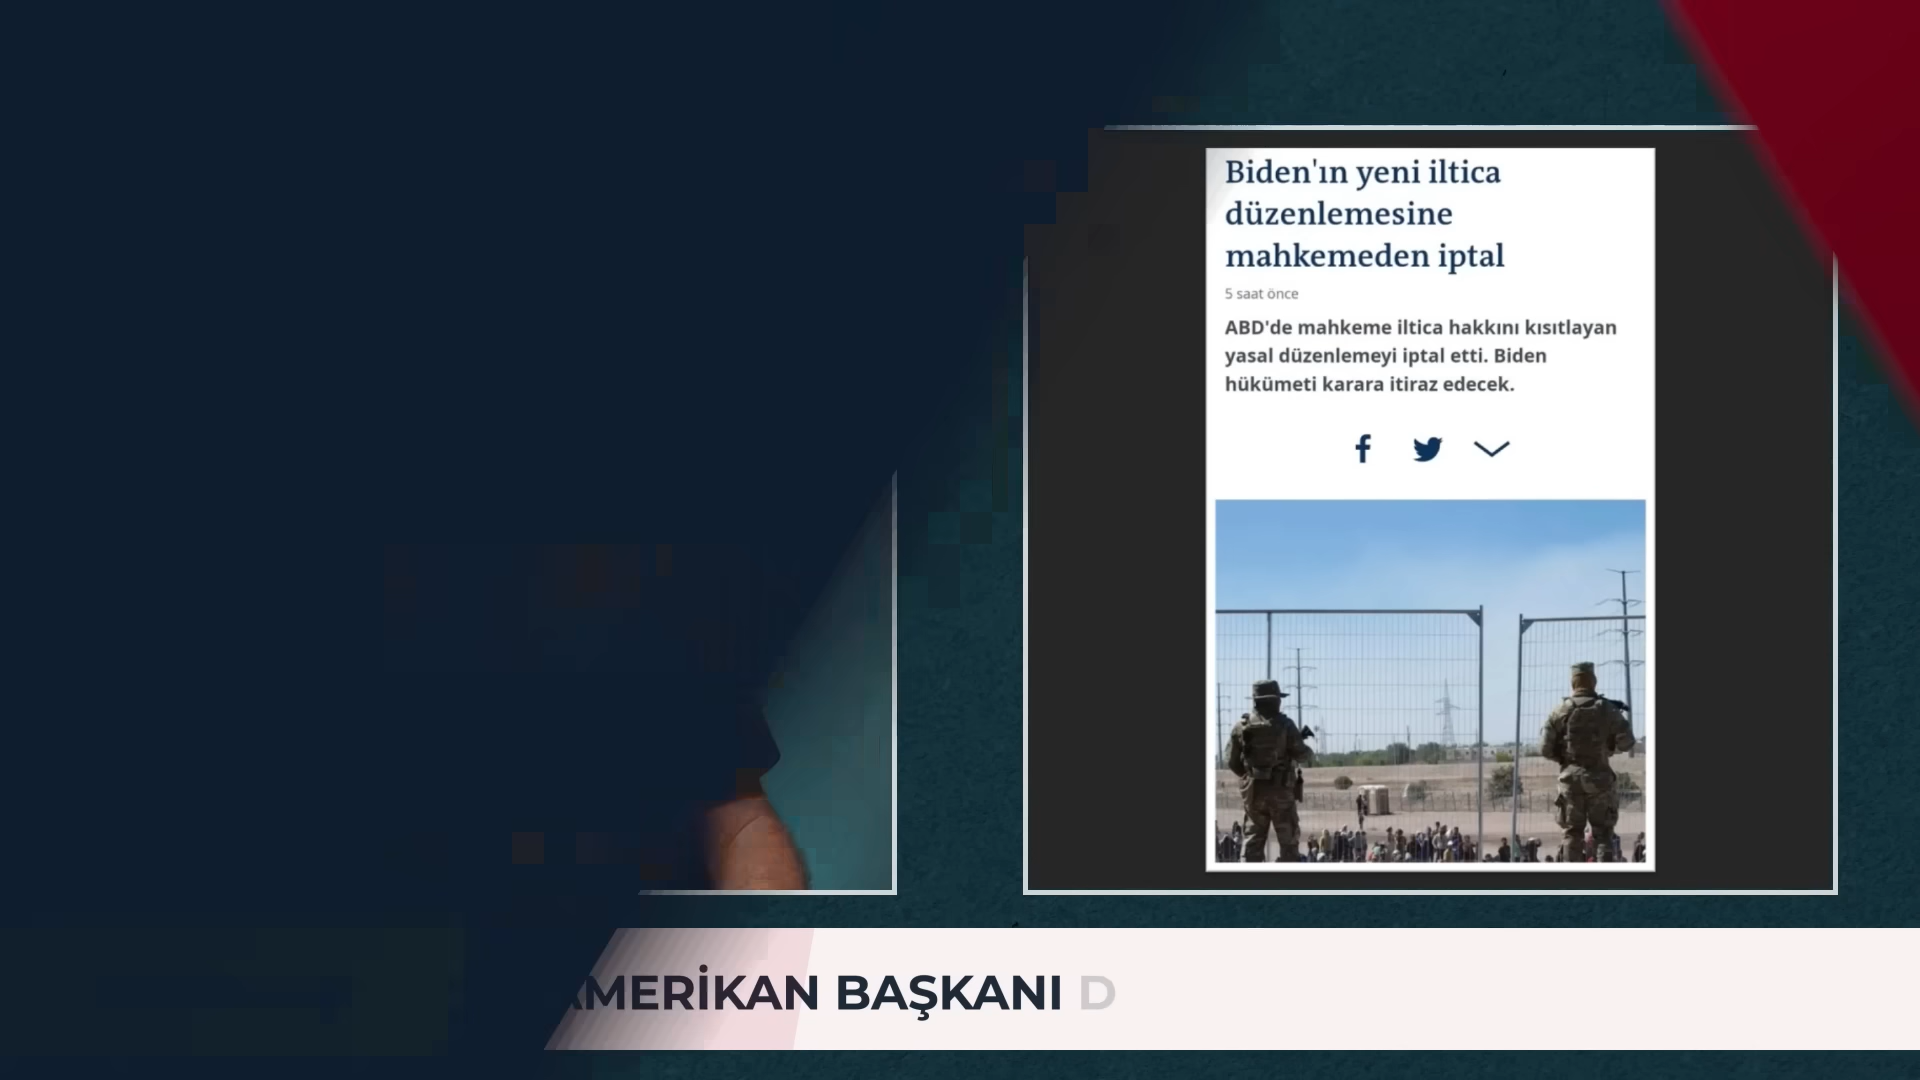 Biden'ın yeni iltica
düzenlemesine
mahkemeden iptal
5 saat önce
ABD'de mahkeme iltica hakkını kısıtlayan
yasal düzenlemeyi iptal etti. Biden
hükümeti karara itiraz edecek.
AMERİKAN BAŞKANI D